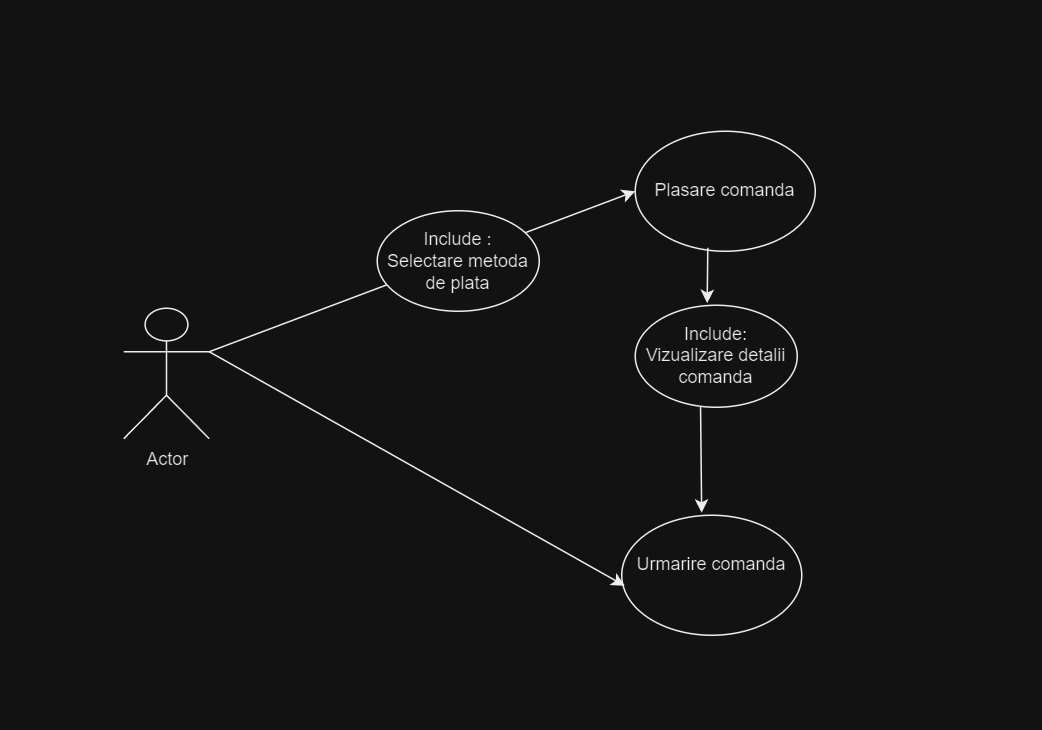 Plasare comanda
Include :
Selectare metoda
de plata
Include:
Vizualizare detalii
comanda
Actor
Urmarire comanda